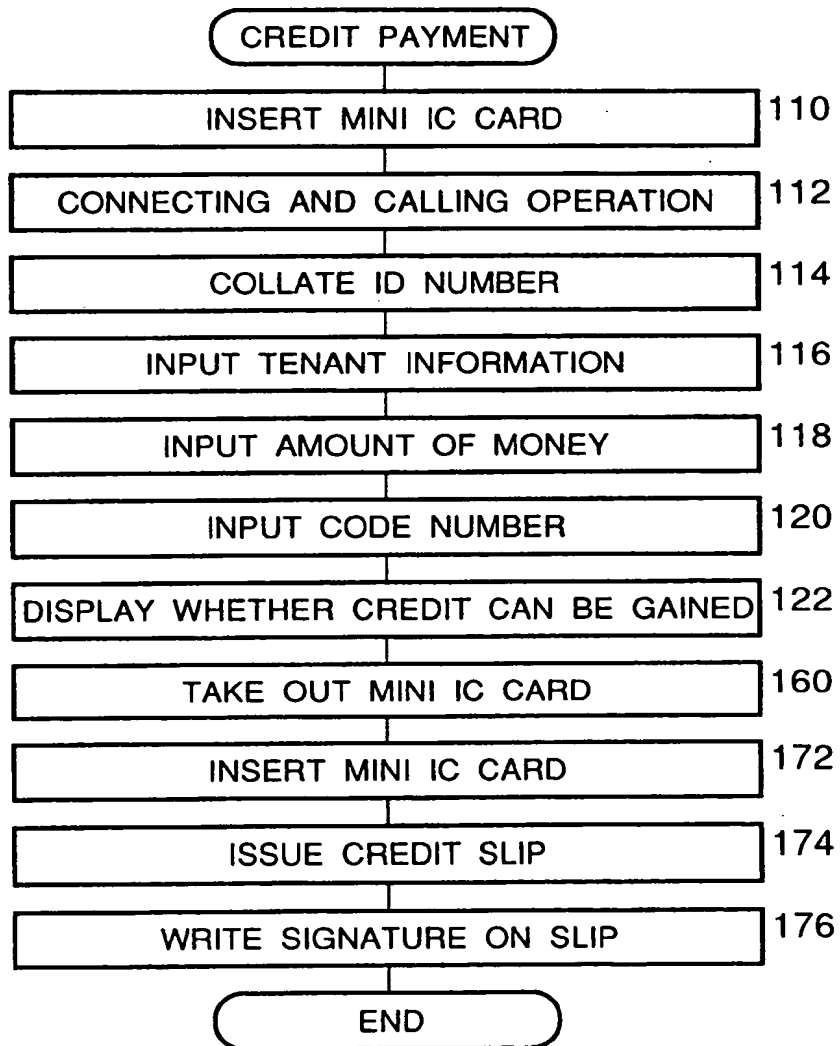 CREDIT PAYMENT
INSERT MINI IC CARD 110
CONNECTING AND CALLING OPERATION 112
COLLATE ID NUMBER 114
INPUT TENANT INFORMATION 116
INPUT AMOUNT OF MONEY 118
INPUT CODE NUMBER 120
DISPLAY WHETHER CREDIT CAN BE GAINED 122
TAKE OUT MINI IC CARD 160
INSERT MINI IC CARD 172
ISSUE CREDIT SLIP 174
WRITE SIGNATURE ON SLIP 176
END